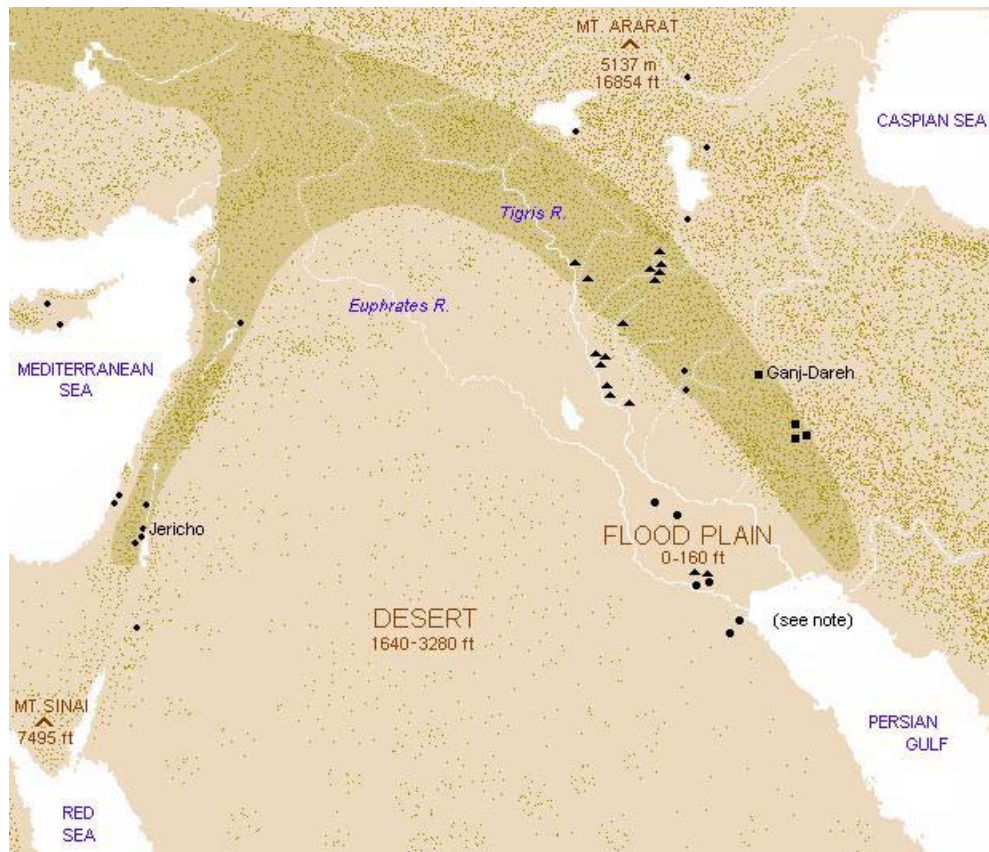 MT. ARARAT
5137 m
16854 ft
CASPIAN SEA
Tigris R.
Euphrates R.
MEDITERRANEAN
SEA
Ganj-Dareh
Jericho
FLOOD PLAIN
0-160 ft
DESERT
1640-3280 ft
(see note)
MT. SINAI
7495 ft
PERSIAN
GULF
RED
SEA